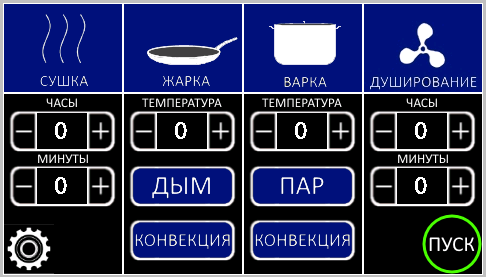 СУШКА
ЖАРКА
ВАРКА
ДУШИРОВАНИЕ
ЧАСЫ
ТЕМПЕРАТУРА
ТЕМПЕРАТУРА
ЧАСЫ
− 0 +
− 0 +
− 0 +
− 0 +
МИНУТЫ
МИНУТЫ
− 0 +
ДЫМ
ПАР
− 0 +
КОНВЕКЦИЯ
КОНВЕКЦИЯ
ПУСК